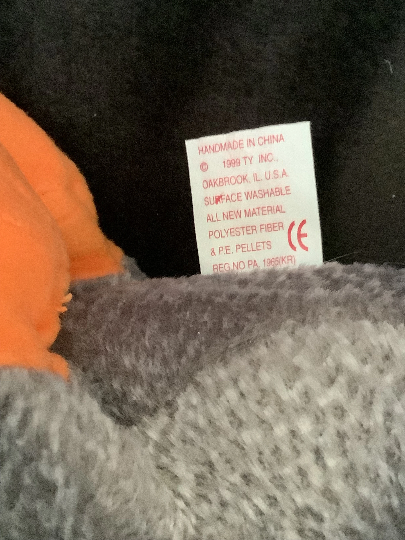 HANDMADE IN CHINA
© 1999 TY INC.,
OAKBROOK, IL. U.S.A.
SURFACE WASHABLE
ALL NEW MATERIAL
POLYESTER FIBER
& P.E. PELLETS CE
REG.NO PA. 1965(KR)